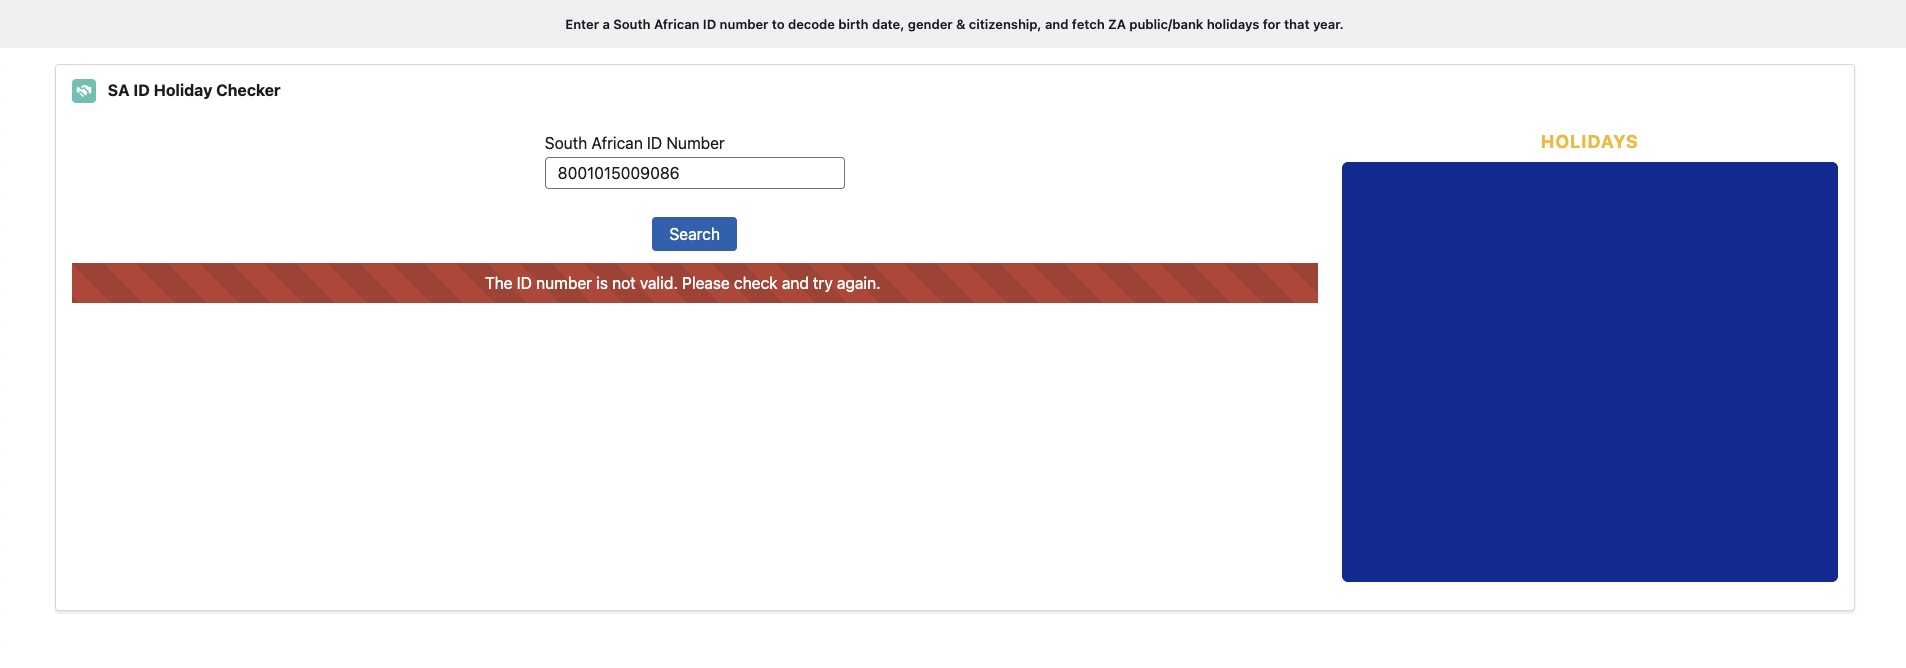 Enter a South African ID number to decode birth date, gender & citizenship, and fetch ZA public/bank holidays for that year.
SA ID Holiday Checker
South African ID Number
8001015009086
Search
The ID number is not valid. Please check and try again.
HOLIDAYS